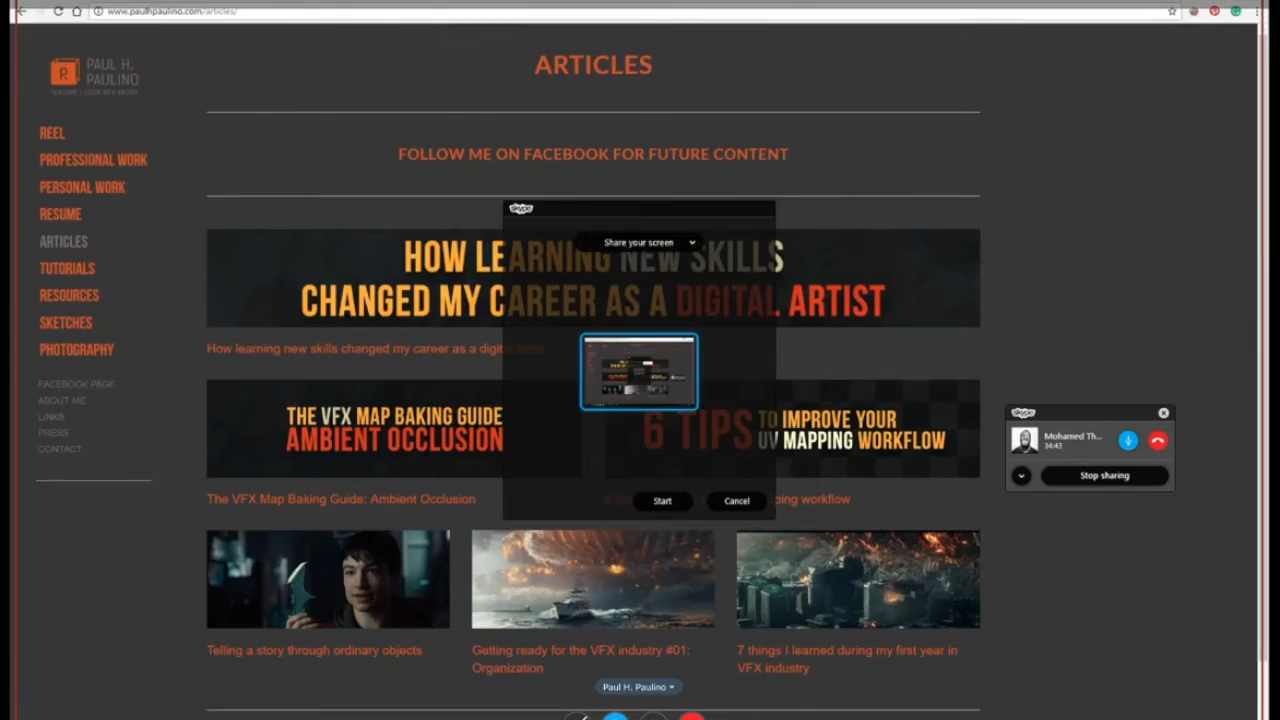 www.paulhpaulino.com/articles/
PAUL H.
PAULINO
ARTICLES
REEL
PROFESSIONAL WORK
PERSONAL WORK
RESUME
ARTICLES
TUTORIALS
RESOURCES
SKETCHES
PHOTOGRAPHY
FACEBOOK PAGE
ABOUT ME
LINKS
PRESS
CONTACT
FOLLOW ME ON FACEBOOK FOR FUTURE CONTENT
skype
Share your screen
HOW LEARNING NEW SKILLS
CHANGED MY CAREER AS A DIGITAL ARTIST
How learning new skills changed my career as a digital
THE VFX MAP BAKING GUIDE
AMBIENT OCCLUSION
6 TIPS TO IMPROVE YOUR
UV MAPPING WORKFLOW
The VFX Map Baking Guide: Ambient Occlusion
workflow
Start
Cancel
skype
Mohamed Th...
34:43
Stop sharing
Telling a story through ordinary objects
Getting ready for the VFX industry #01:
Organization
7 things I learned during my first year in
VFX industry
Paul H. Paulino